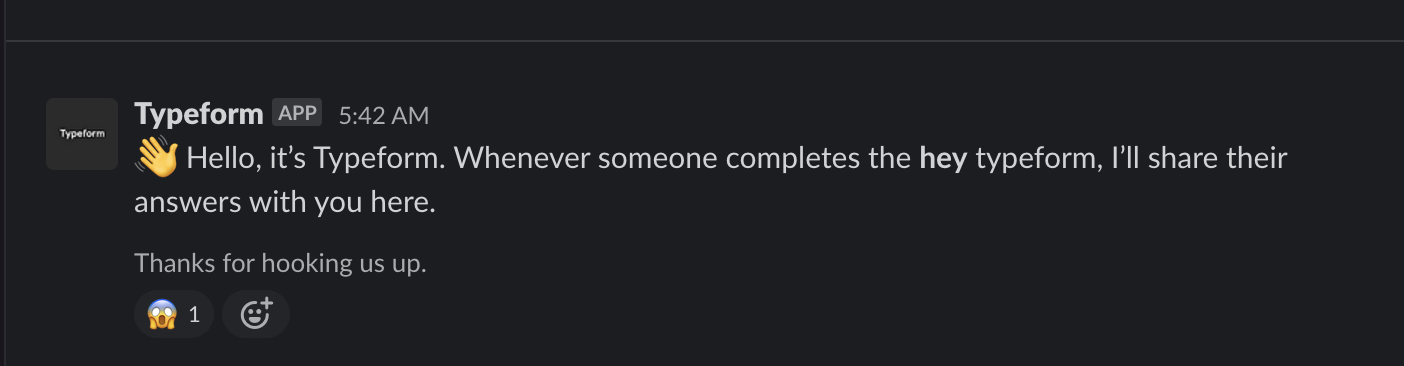 Typeform
Typeform APP 5:42 AM
👋 Hello, it’s Typeform. Whenever someone completes the hey typeform, I’ll share their
answers with you here.
Thanks for hooking us up.
😱 1